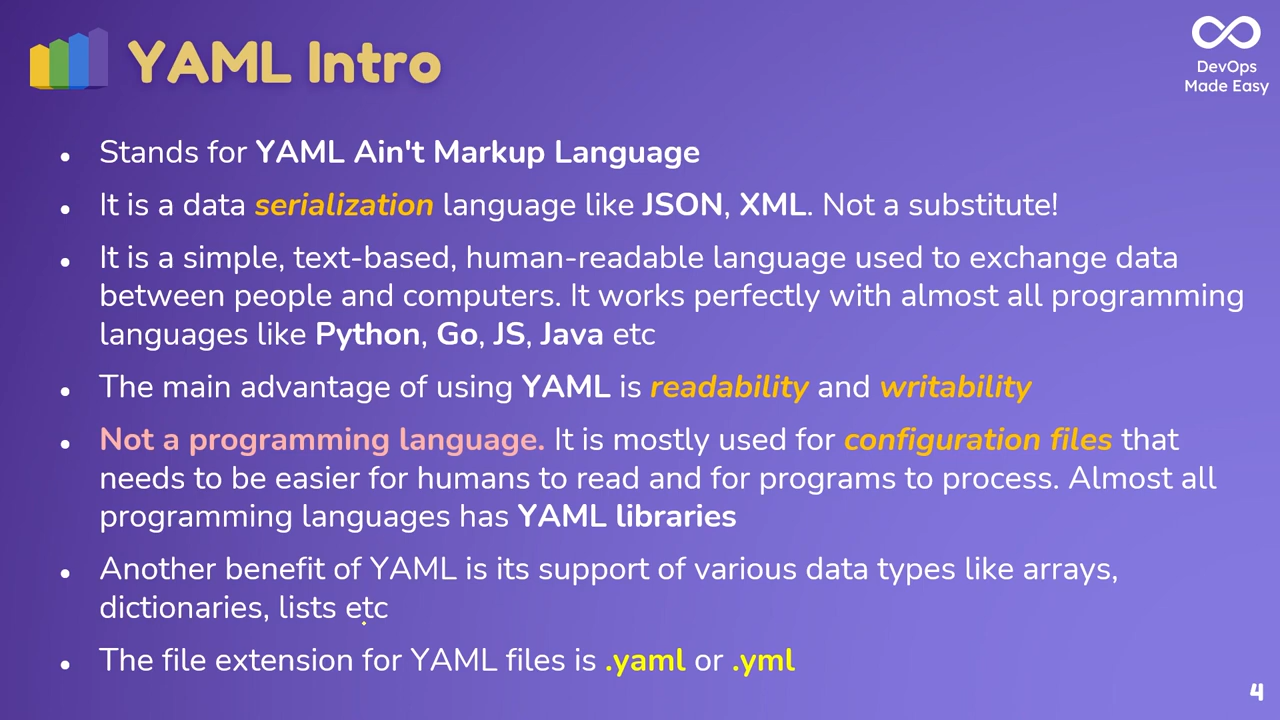 YAML Intro
DevOps
Made Easy
• Stands for YAML Ain't Markup Language
• It is a data serialization language like JSON, XML. Not a substitute!
• It is a simple, text-based, human-readable language used to exchange data
between people and computers. It works perfectly with almost all programming
languages like Python, Go, JS, Java etc
• The main advantage of using YAML is readability and writability
• Not a programming language. It is mostly used for configuration files that
needs to be easier for humans to read and for programs to process. Almost all
programming languages has YAML libraries
• Another benefit of YAML is its support of various data types like arrays,
dictionaries, lists etc
• The file extension for YAML files is .yaml or .yml
4